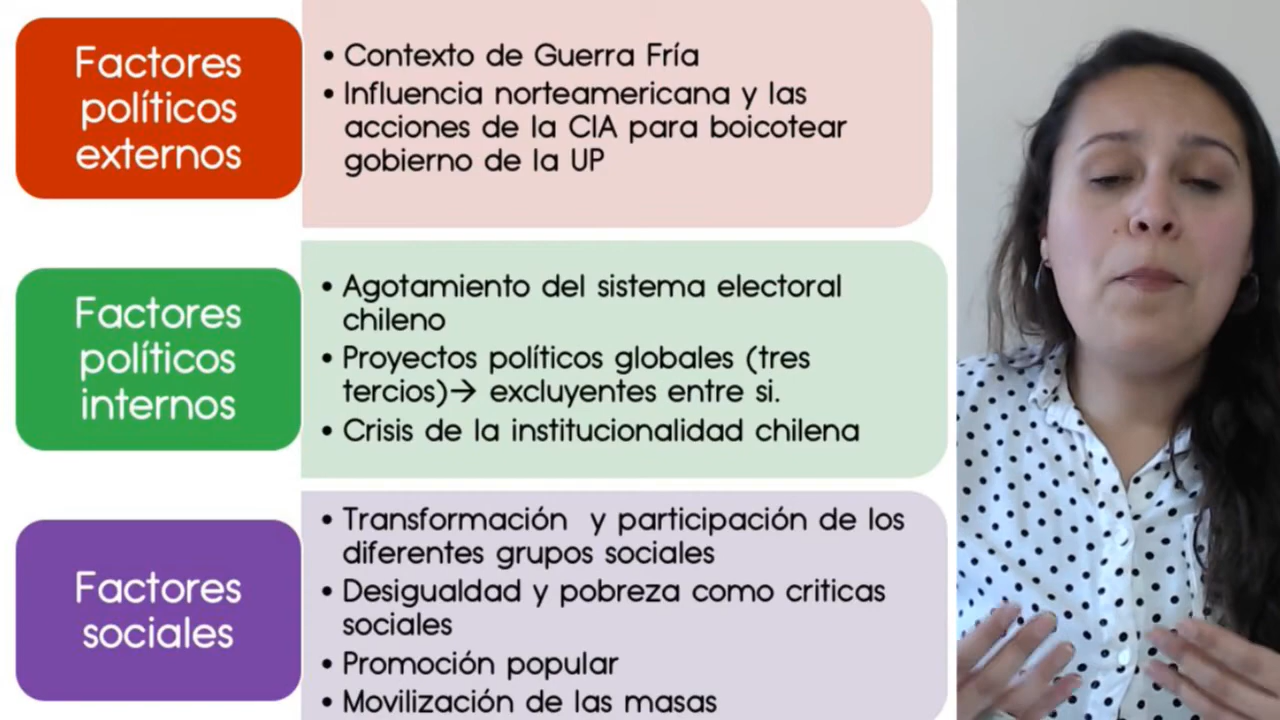 Factores
políticos
externos
• Contexto de Guerra Fría
• Influencia norteamericana y las
acciones de la CIA para boicotear
gobierno de la UP
Factores
políticos
internos
• Agotamiento del sistema electoral
chileno
• Proyectos políticos globales (tres
tercios)→ excluyentes entre si.
• Crisis de la institucionalidad chilena
Factores
sociales
• Transformación y participación de los
diferentes grupos sociales
• Desigualdad y pobreza como criticas
sociales
• Promoción popular
• Movilización de las masas